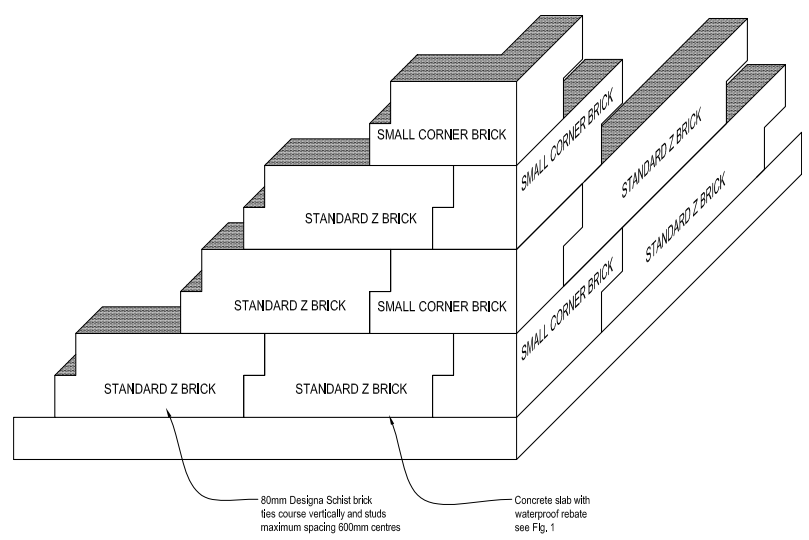 SMALL CORNER BRICK
SMALL CORNER BRICK
STANDARD Z BRICK
STANDARD Z BRICK
STANDARD Z BRICK
STANDARD Z BRICK
SMALL CORNER BRICK
SMALL CORNER BRICK
STANDARD Z BRICK
STANDARD Z BRICK
80mm Designa Schist brick
ties course vertically and studs
maximum spacing 600mm centres
Concrete slab with
waterproof rebate
see Fig. 1